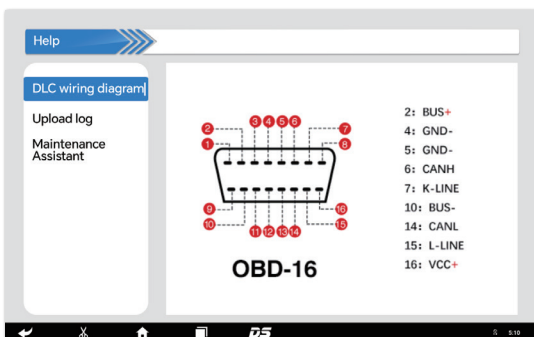 Help
DLC wiring diagram
Upload log
Maintenance
Assistant
3 4 5 6
2 7
1 8
9 16
10 15
11 12 13 14
OBD-16
2: BUS+
4: GND-
5: GND-
6: CANH
7: K-LINE
10: BUS-
14: CANL
15: L-LINE
16: VCC+
DS
5:10